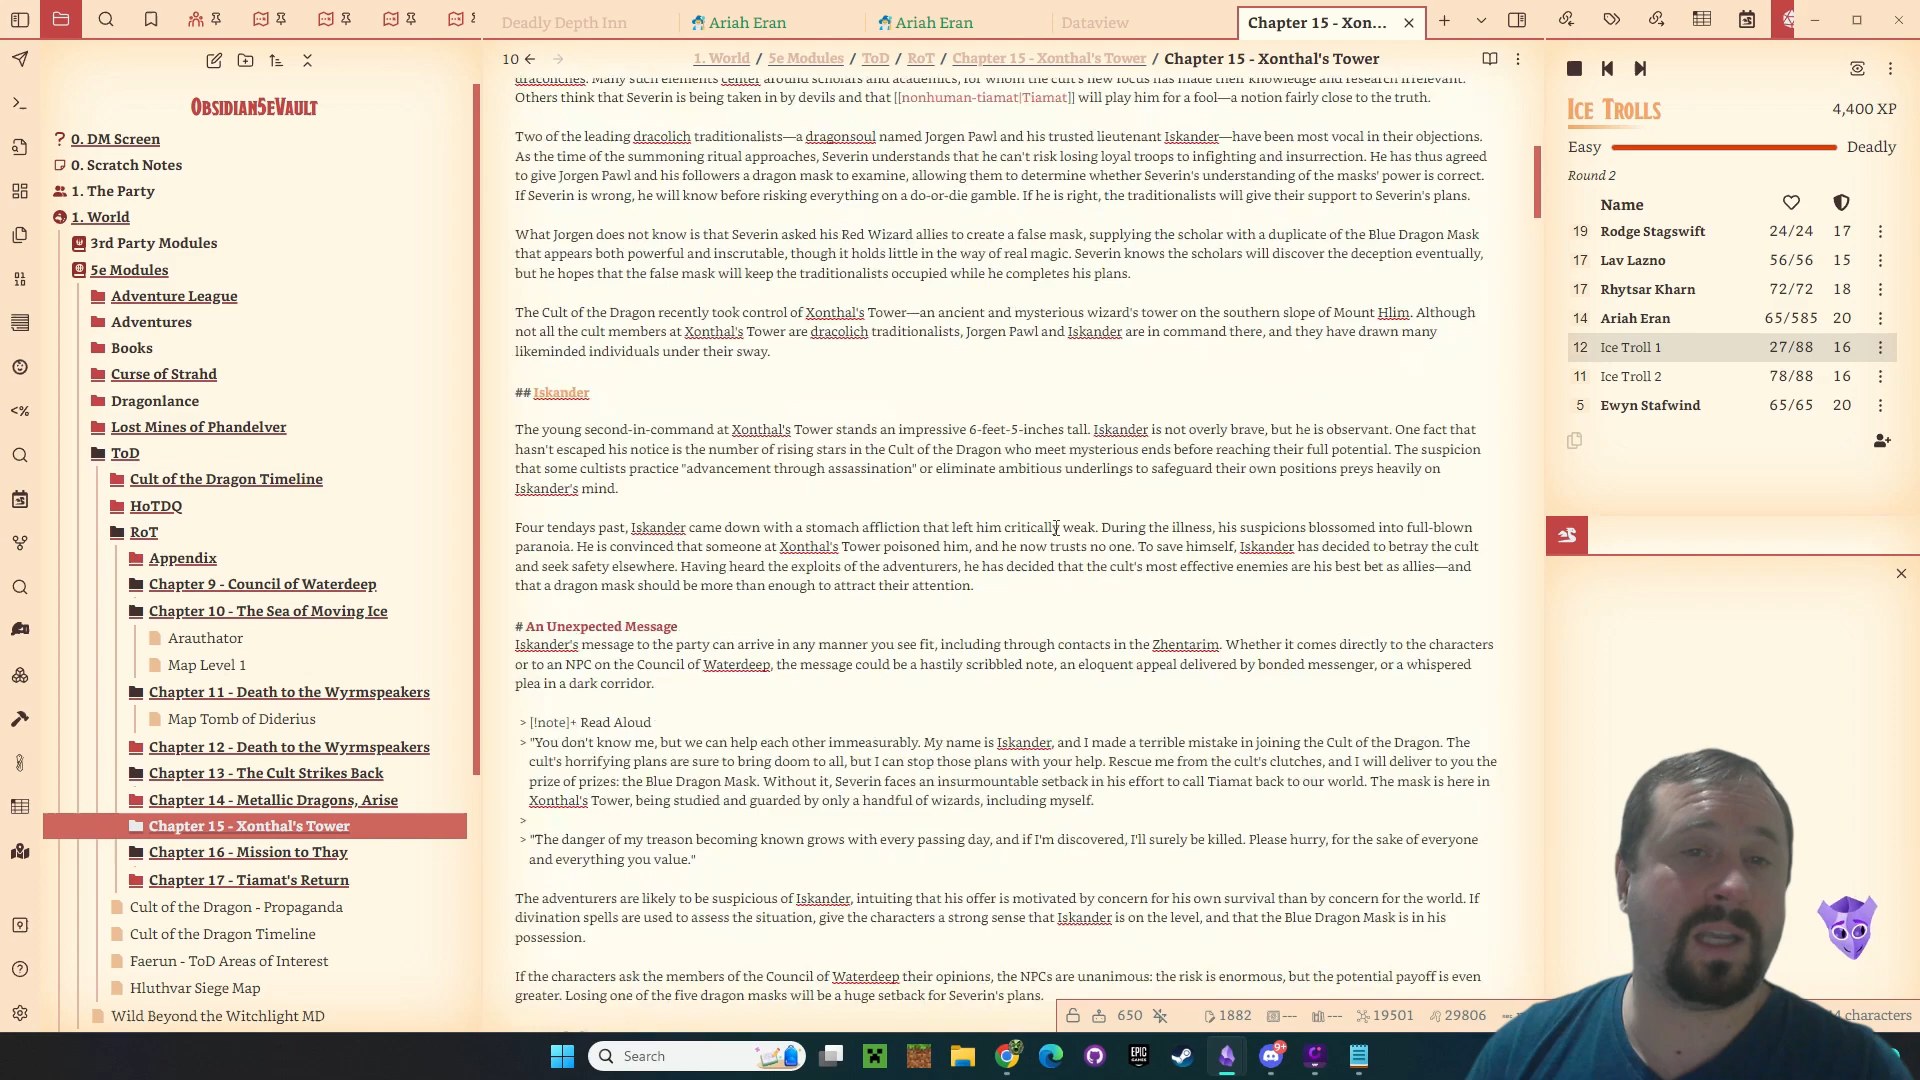 Deadly Depth Inn
Ariah Eran
Ariah Eran
Dataview
Chapter 15 - Xon...
10
1. World / 5e Modules / ToD / RoT / Chapter 15 - Xonthal's Tower / Chapter 15 - Xonthal's Tower
ObsidianSeVault
0. DM Screen
0. Scratch Notes
1. The Party
1. World
3rd Party Modules
5e Modules
Adventure League
Adventures
Books
Curse of Strahd
Dragonlance
Lost Mines of Phandelver
ToD
Cult of the Dragon Timeline
HoTDQ
RoT
Appendix
Chapter 9 - Council of Waterdeep
Chapter 10 - The Sea of Moving Ice
Arauthator
Map Level 1
Chapter 11 - Death to the Wyrmspeakers
Map Tomb of Diderius
Chapter 12 - Death to the Wyrmspeakers
Chapter 13 - The Cult Strikes Back
Chapter 14 - Metallic Dragons, Arise
Chapter 15 - Xonthal's Tower
Chapter 16 - Mission to Thay
Chapter 17 - Tiamat's Return
Cult of the Dragon - Propaganda
Cult of the Dragon Timeline
Faerun - ToD Areas of Interest
Hluthvar Siege Map
Wild Beyond the Witchlight MD
dracoliches. Many such elements center around scholars and academics, for whom the cult's new focus has made their knowledge and research irrelevant.
Others think that Severin is being taken in by devils and that [[nonhuman-tiamat|Tiamat]] will play him for a fool—a notion fairly close to the truth.
Two of the leading dracolich traditionalists—a dragonsoul named Jorgen Pawl and his trusted lieutenant Iskander—have been most vocal in their objections.
As the time of the summoning ritual approaches, Severin understands that he can't risk losing loyal troops to infighting and insurrection. He has thus agreed
to give Jorgen Pawl and his followers a dragon mask to examine, allowing them to determine whether Severin's understanding of the masks' power is correct.
If Severin is wrong, he will know before risking everything on a do-or-die gamble. If he is right, the traditionalists will give their support to Severin's plans.
What Jorgen does not know is that Severin asked his Red Wizard allies to create a false mask, supplying the scholar with a duplicate of the Blue Dragon Mask
that appears both powerful and inscrutable, though it holds little in the way of real magic. Severin knows the scholars will discover the deception eventually,
but he hopes that the false mask will keep the traditionalists occupied while he completes his plans.
The Cult of the Dragon recently took control of Xonthal's Tower—an ancient and mysterious wizard's tower on the southern slope of Mount Hlim. Although
not all the cult members at Xonthal's Tower are dracolich traditionalists, Jorgen Pawl and Iskander are in command there, and they have drawn many
likeminded individuals under their sway.
## Iskander
The young second-in-command at Xonthal's Tower stands an impressive 6-feet-5-inches tall. Iskander is not overly brave, but he is observant. One fact that
hasn't escaped his notice is the number of rising stars in the Cult of the Dragon who meet mysterious ends before reaching their full potential. The suspicion
that some cultists practice "advancement through assassination" or eliminate ambitious underlings to safeguard their own positions preys heavily on
Iskander's mind.
Four tendays past, Iskander came down with a stomach affliction that left him critically weak. During the illness, his suspicions blossomed into full-blown
paranoia. He is convinced that someone at Xonthal's Tower poisoned him, and he now trusts no one. To save himself, Iskander has decided to betray the cult
and seek safety elsewhere. Having heard the exploits of the adventurers, he has decided that the cult's most effective enemies are his best bet as allies—and
that a dragon mask should be more than enough to attract their attention.
# An Unexpected Message
Iskander's message to the party can arrive in any manner you see fit, including through contacts in the Zhentarim. Whether it comes directly to the characters
or to an NPC on the Council of Waterdeep, the message could be a hastily scribbled note, an eloquent appeal delivered by bonded messenger, or a whispered
plea in a dark corridor.
> [!note]+ Read Aloud
> "You don't know me, but we can help each other immeasurably. My name is Iskander, and I made a terrible mistake in joining the Cult of the Dragon. The
cult's horrifying plans are sure to bring doom to all, but I can stop those plans with your help. Rescue me from the cult's clutches, and I will deliver to you the
prize of prizes: the Blue Dragon Mask. Without it, Severin faces an insurmountable setback in his effort to call Tiamat back to our world. The mask is here in
Xonthal's Tower, being studied and guarded by only a handful of wizards, including myself.
>
> "The danger of my treason becoming known grows with every passing day, and if I'm discovered, I'll surely be killed. Please hurry, for the sake of everyone
and everything you value."
The adventurers are likely to be suspicious of Iskander, intuiting that his offer is motivated by concern for his own survival than by concern for the world. If
divination spells are used to assess the situation, give the characters a strong sense that Iskander is on the level, and that the Blue Dragon Mask is in his
possession.
If the characters ask the members of the Council of Waterdeep their opinions, the NPCs are unanimous: the risk is enormous, but the potential payoff is even
greater. Losing one of the five dragon masks will be a huge setback for Severin's plans.
650 1882 --- --- 19501 29806 characters
Ice Trolls 4,400 XP
Easy Deadly
Round 2
Name
19 Rodge Stagswift 24/24 17
17 Lav Lazno 56/56 15
17 Rhytsar Kharn 72/72 18
14 Ariah Eran 65/585 20
12 Ice Troll 1 27/88 16
11 Ice Troll 2 78/88 16
5 Ewyn Stafwind 65/65 20
Search
EPIC GAMES
9+